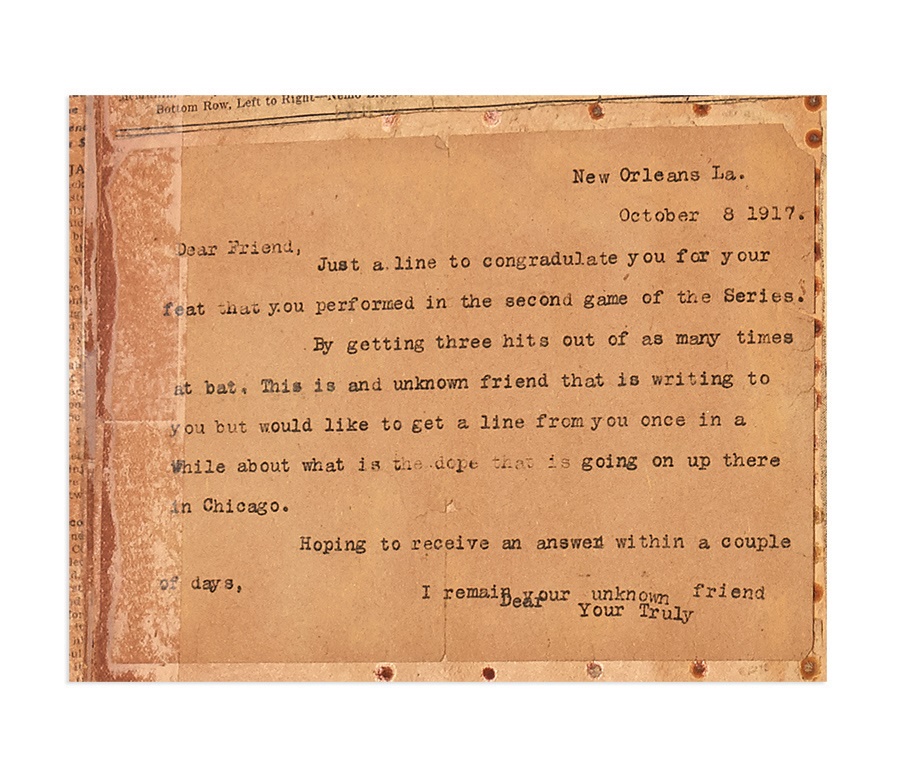 Bottom Row, Left to Right—Nemo
New Orleans La.
October 8 1917.
Dear Friend,
Just a line to congradulate you for your
feat that you performed in the second game of the Series.
By getting three hits out of as many times
at bat. This is and unknown friend that is writing to
you but would like to get a line from you once in a
While about what is the dope that is going on up there
in Chicago.
Hoping to receive an answer within a couple
of days,
I remain your unknown friend
Dear
Your Truly